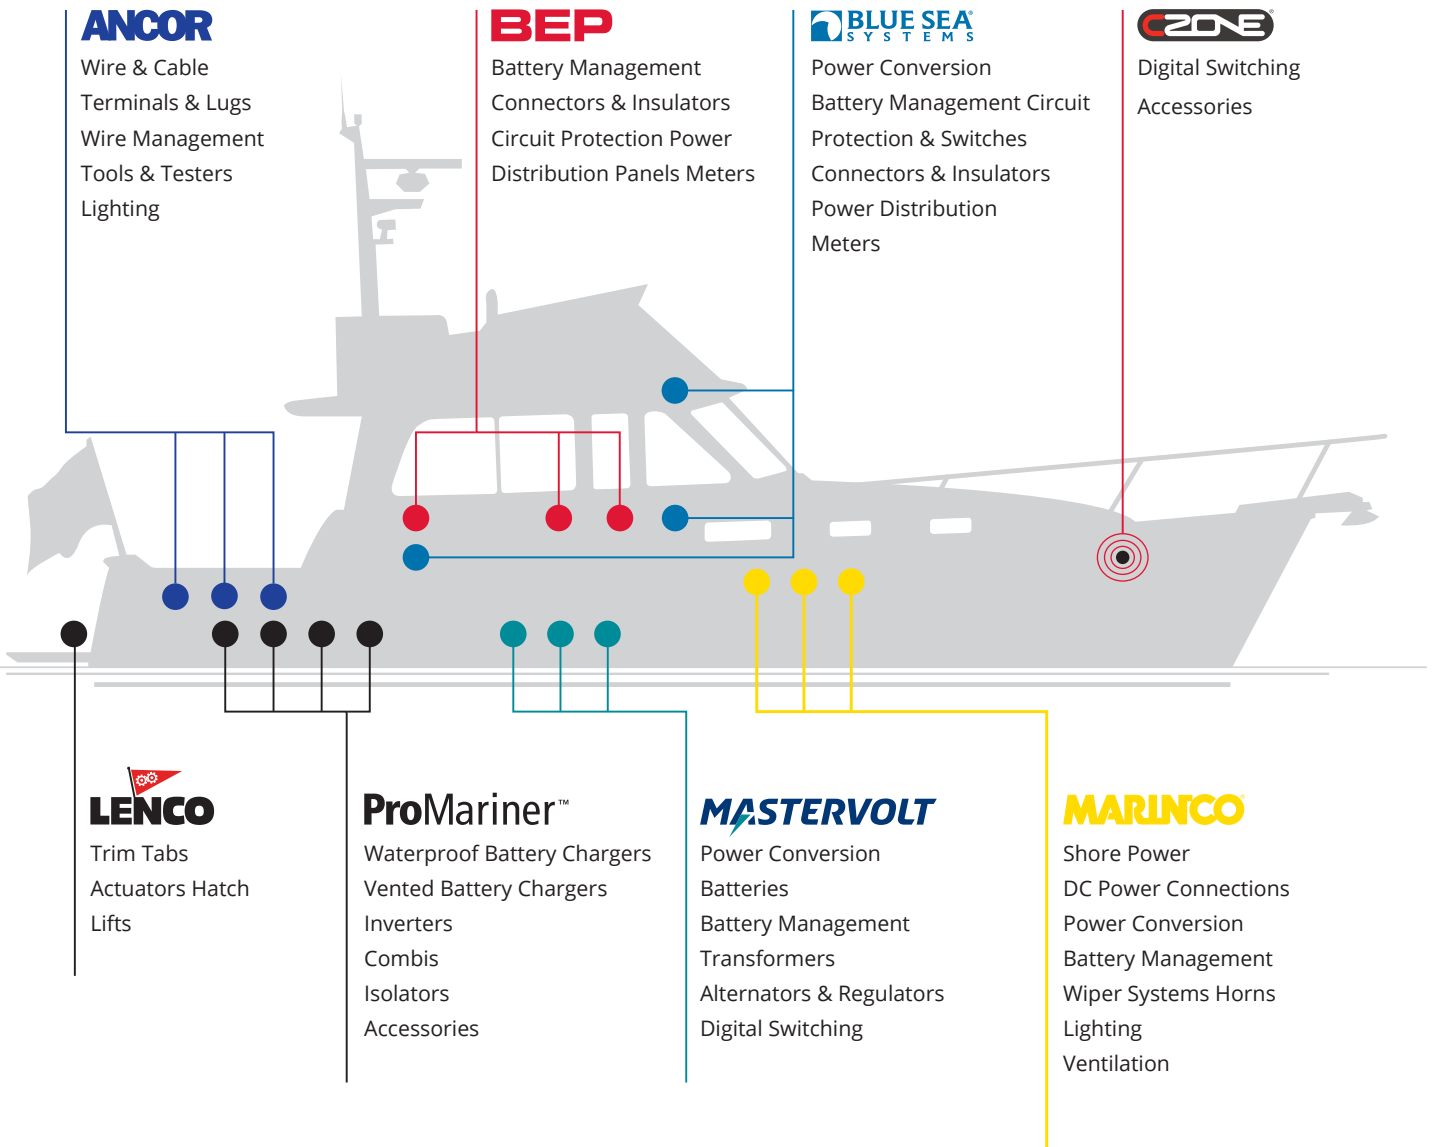 ANCOR
Wire & Cable
Terminals & Lugs
Wire Management
Tools & Testers
Lighting
BEP
Battery Management
Connectors & Insulators
Circuit Protection Power
Distribution Panels Meters
BLUE SEA®
SYSTEMS
Power Conversion
Battery Management Circuit
Protection & Switches
Connectors & Insulators
Power Distribution
Meters
CZONE®
Digital Switching
Accessories
LENCO
Trim Tabs
Actuators Hatch
Lifts
ProMariner™
Waterproof Battery Chargers
Vented Battery Chargers
Inverters
Combis
Isolators
Accessories
MASTERVOLT
Power Conversion
Batteries
Battery Management
Transformers
Alternators & Regulators
Digital Switching
MARINCO®
Shore Power
DC Power Connections
Power Conversion
Battery Management
Wiper Systems Horns
Lighting
Ventilation